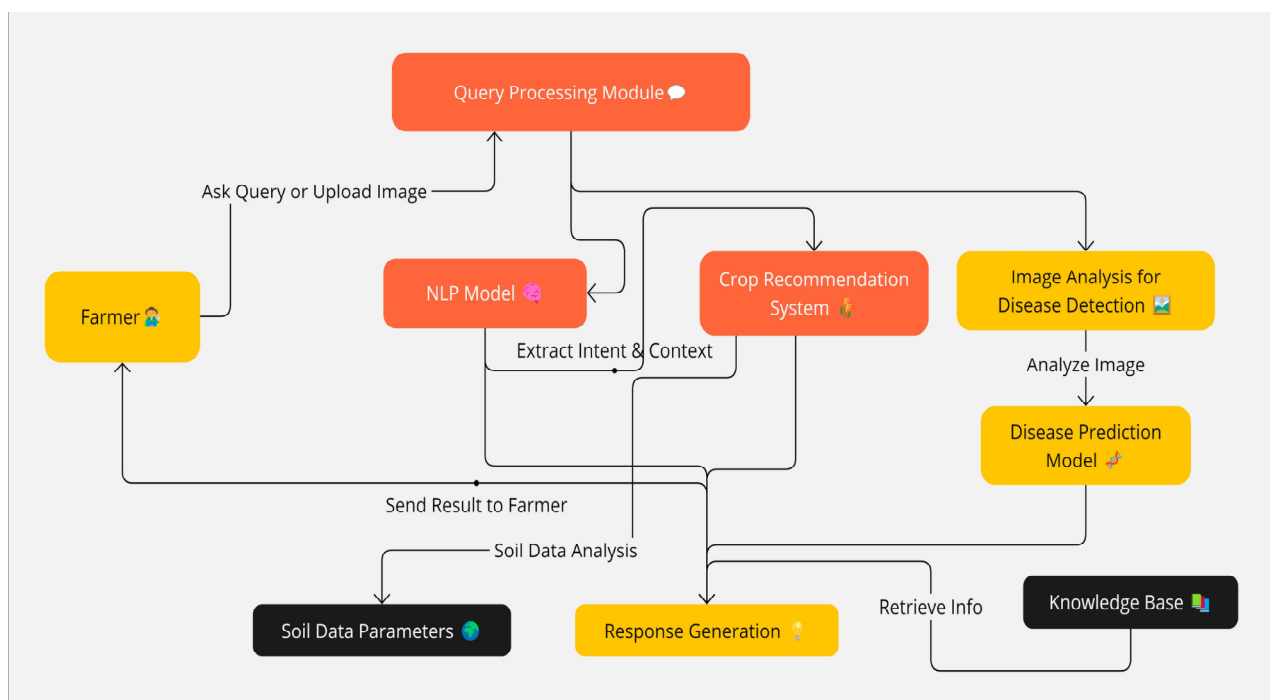 Query Processing Module 💬
Ask Query or Upload Image
Farmer
NLP Model 🧠
Crop Recommendation
System
Image Analysis for
Disease Detection
Extract Intent & Context
Analyze Image
Disease Prediction
Model
Send Result to Farmer
Soil Data Analysis
Retrieve Info
Knowledge Base
Soil Data Parameters
Response Generation